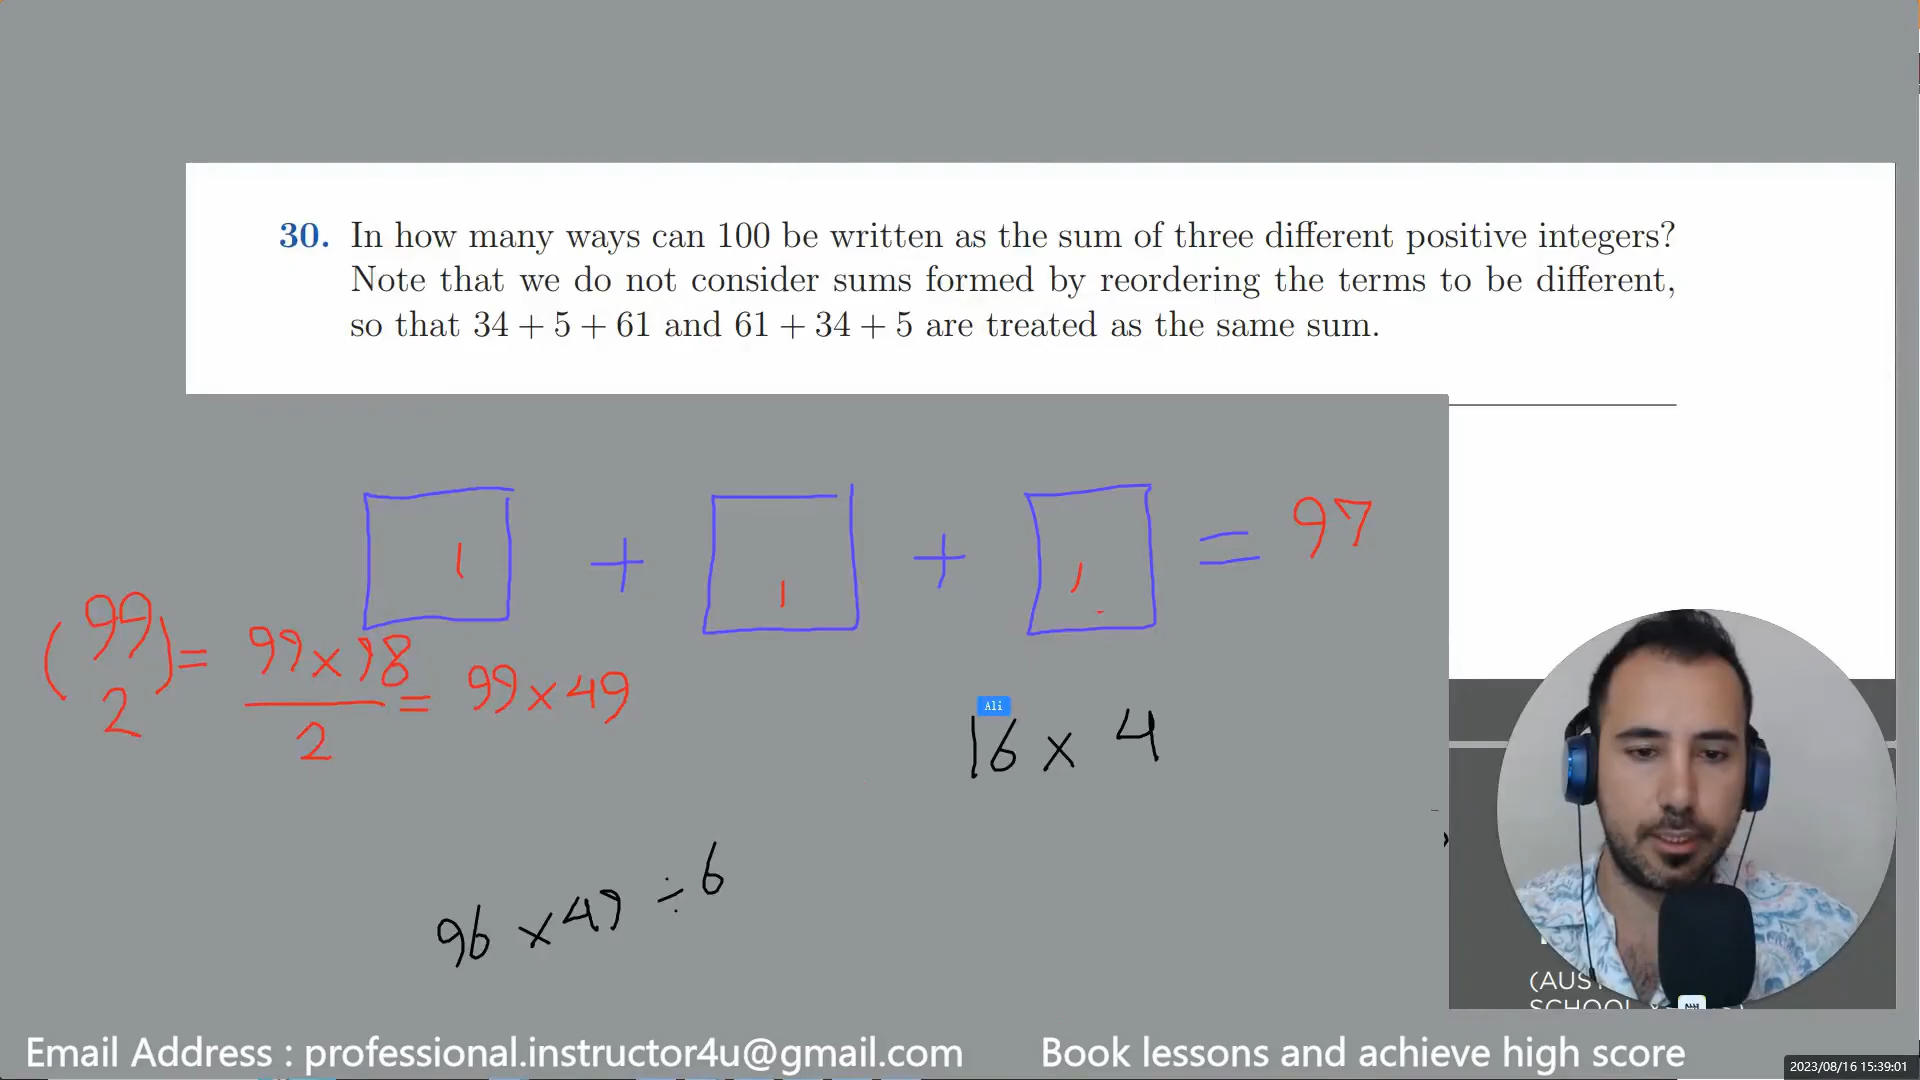 30. In how many ways can 100 be written as the sum of three different positive integers?
Note that we do not consider sums formed by reordering the terms to be different,
so that 34 + 5 + 61 and 61 + 34 + 5 are treated as the same sum.
1 + 1 + 1 = 97
(99 2) = 99 × 98 / 2 = 99 × 49
Ali
16 × 4
96 × 49 ÷ 6
(AUS
SCHOOL
Email Address : professional.instructor4u@gmail.com
Book lessons and achieve high score
2023/08/16 15:39:01